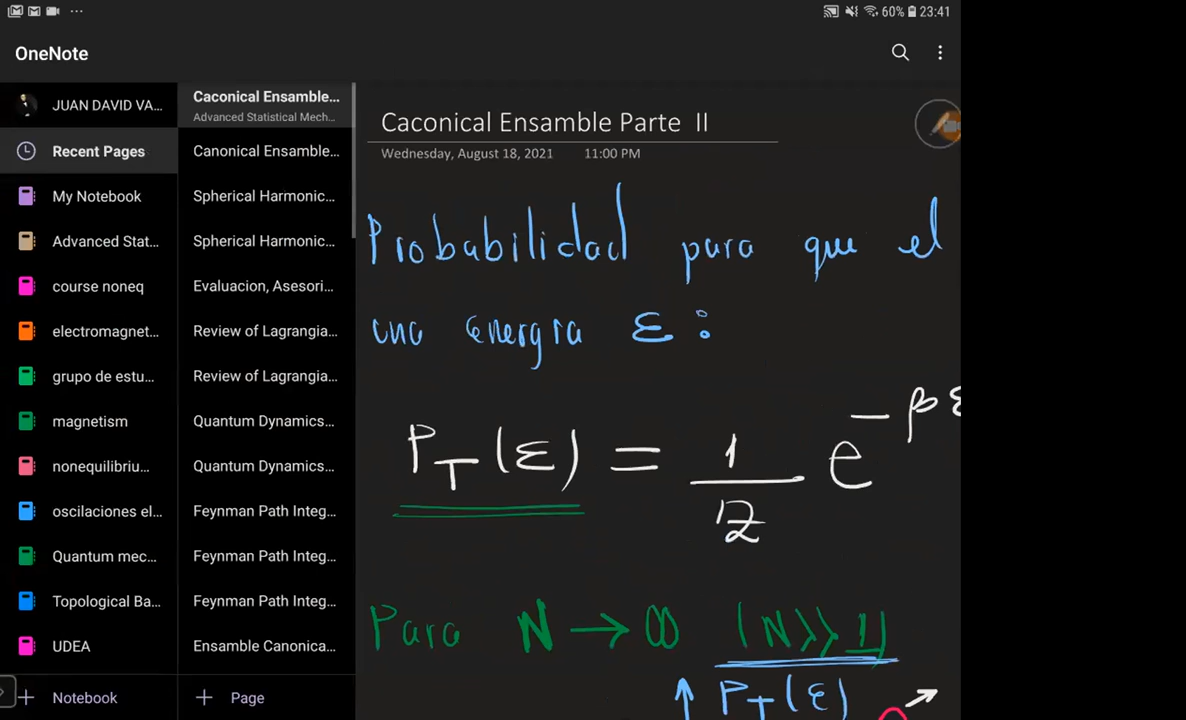 60% 23:41
OneNote
JUAN DAVID VA...
Recent Pages
My Notebook
Advanced Stat...
course noneq
electromagnet...
grupo de estu...
magnetism
nonequilibriu...
oscilaciones el...
Quantum mec...
Topological Ba...
UDEA
Notebook
Caconical Ensamble...
Advanced Statistical Mech...
Canonical Ensamble...
Spherical Harmonic...
Spherical Harmonic...
Evaluacion, Asesori...
Review of Lagrangia...
Review of Lagrangia...
Quantum Dynamics...
Quantum Dynamics...
Feynman Path Integ...
Feynman Path Integ...
Feynman Path Integ...
Ensamble Canonica...
Page
Caconical Ensamble Parte II
Wednesday, August 18, 2021 11:00 PM
Probabilidad para que el
una energia ε :
P_T(ε) = 1/Z e^-βε
Para N → ∞ (N>>1)
↑ P_T(ε)